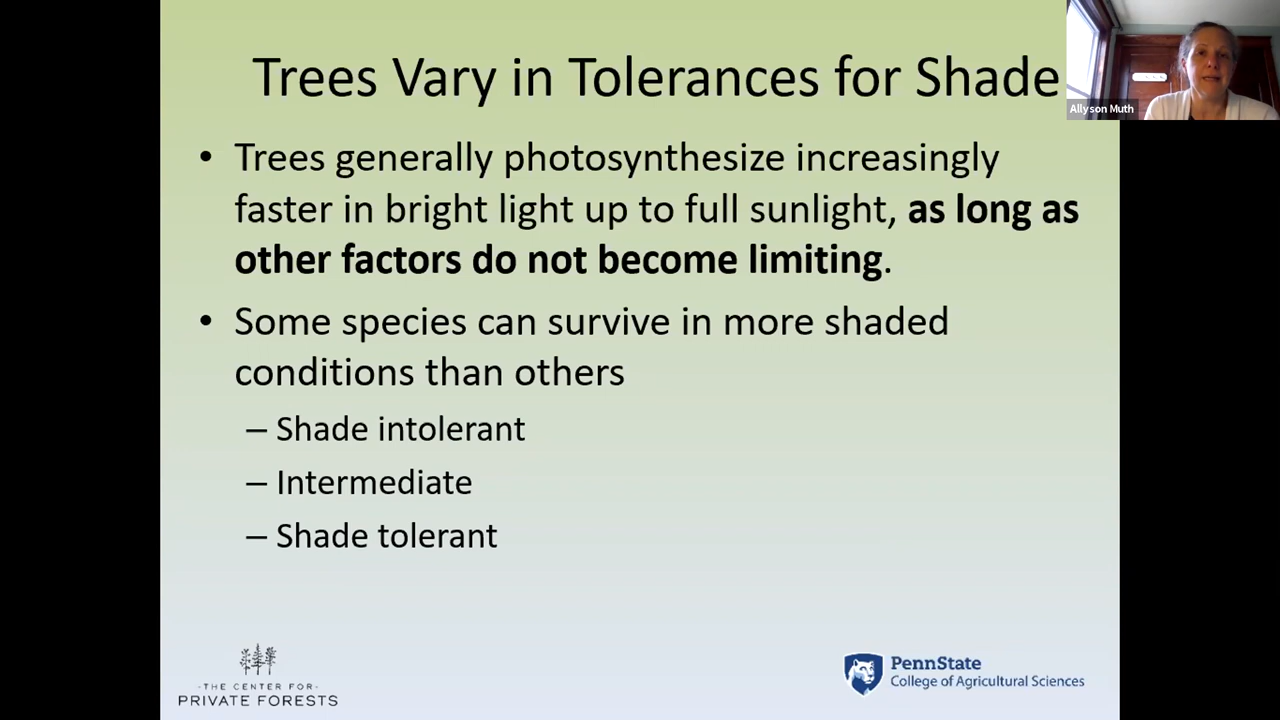 Trees Vary in Tolerances for Shade
Allyson Muth
• Trees generally photosynthesize increasingly
faster in bright light up to full sunlight, as long as
other factors do not become limiting.
• Some species can survive in more shaded
conditions than others
– Shade intolerant
– Intermediate
– Shade tolerant
-THE CENTER FOR-
PRIVATE FORESTS
PennState
College of Agricultural Sciences